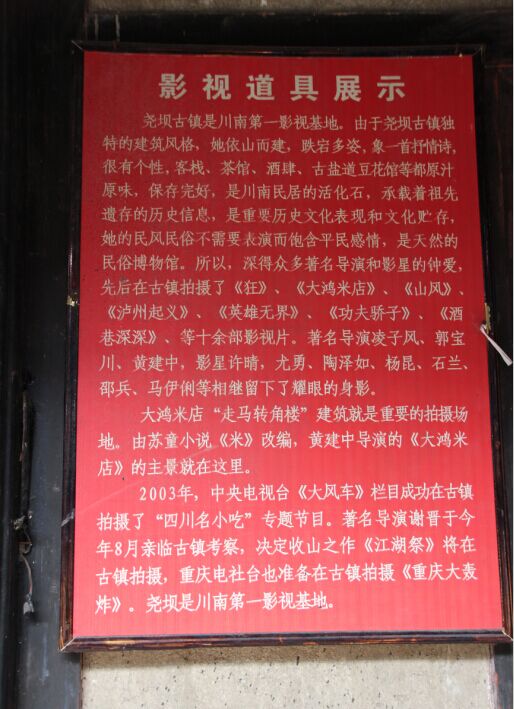 影视道具展示
尧坝古镇是川南第一影视基地。由于尧坝古镇独
特的建筑风格，她依山而建，跌宕多姿，象一首抒情诗，
很有个性，客栈、茶馆、酒肆、古盐道豆花馆等都原汁
原味，保存完好，是川南民居的活化石，承载着祖先
遗存的历史信息，是重要历史文化表现和文化贮存，
她的民风民俗不需要表演而饱含平民感情，是天然的
民俗博物馆。所以，深得众多著名导演和影星的钟爱，
先后在古镇拍摄了《狂》、《大鸿米店》、《山风》、
《泸州起义》、《英雄无界》、《功夫骄子》、《酒
巷深深》、等十余部影视片。著名导演凌子风、郭宝
川、黄建中，影星许晴，尤勇、陶泽如、杨昆、石兰、
邵兵、马伊俐等相继留下了耀眼的身影。
大鸿米店“走马转角楼”建筑就是重要的拍摄场
地。由苏童小说《米》改编，黄建中导演的《大鸿米
店》的主景就在这里。
2003年，中央电视台《大风车》栏目成功在古镇
拍摄了“四川名小吃”专题节目。著名导演谢晋于今
年8月亲临古镇考察，决定收山之作《江湖祭》将在
古镇拍摄，重庆电社台也准备在古镇拍摄《重庆大轰
炸》。尧坝是川南第一影视基地。